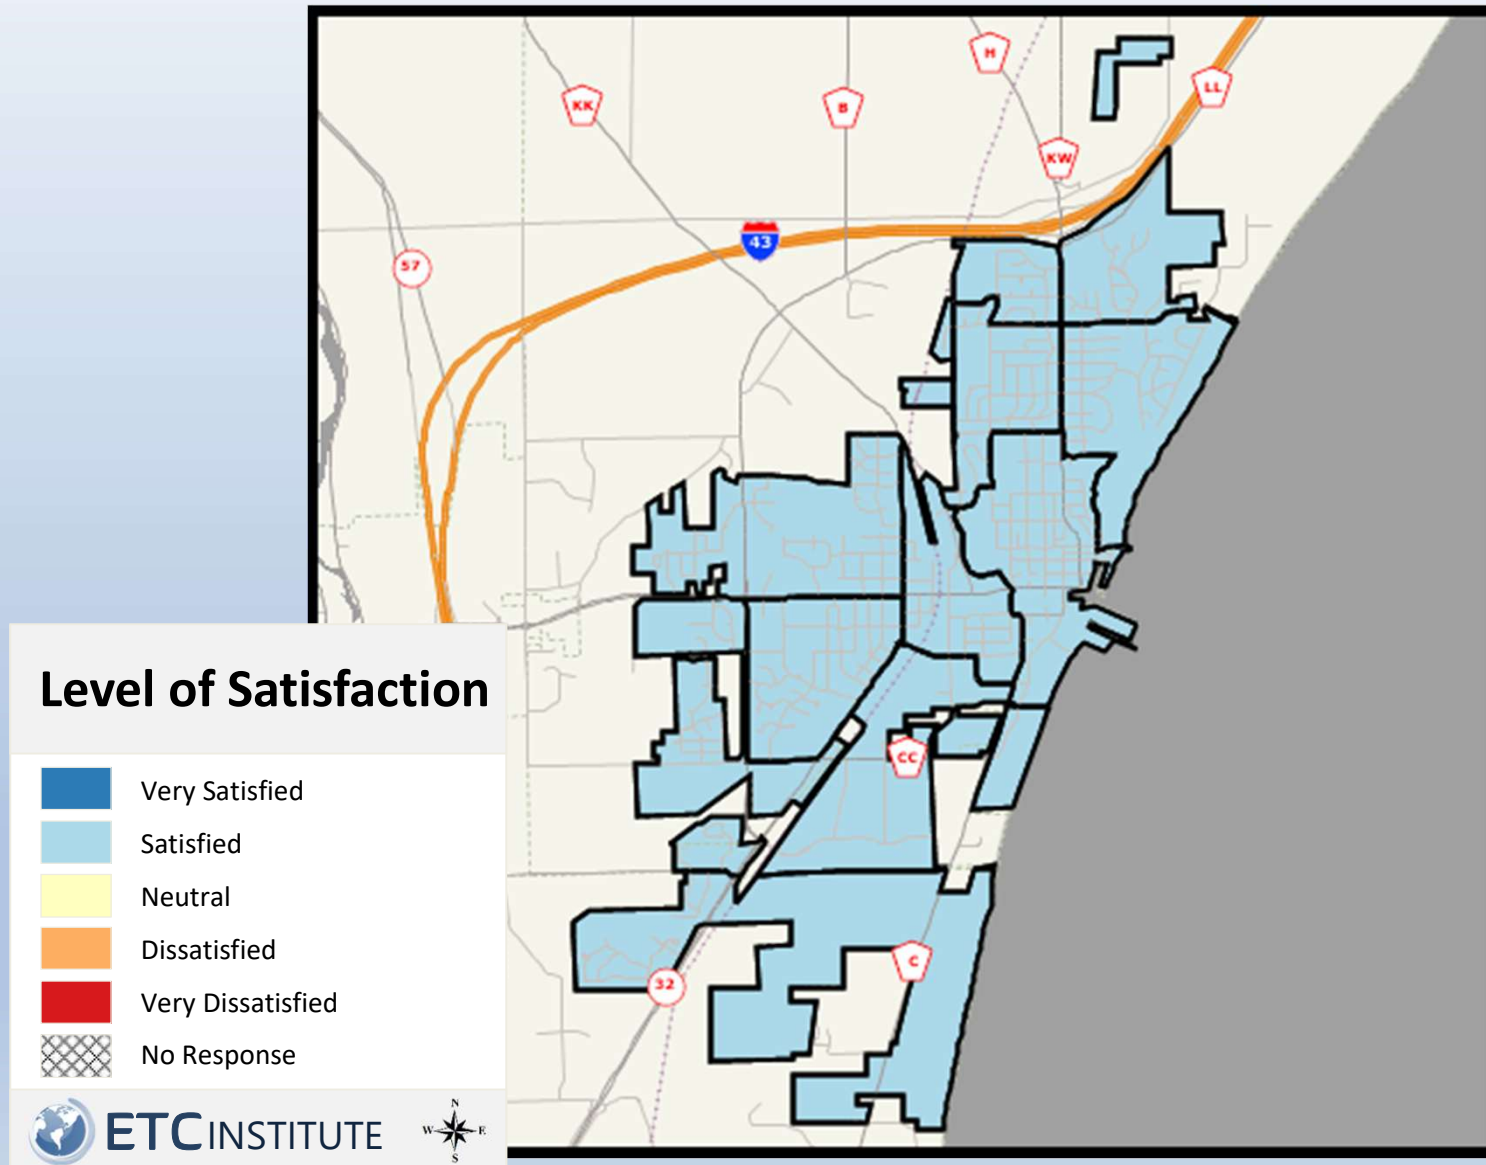 H
LL
KK
B
KW
43
57
CC
C
32
Level of Satisfaction
Very Satisfied
Satisfied
Neutral
Dissatisfied
Very Dissatisfied
No Response
ETC INSTITUTE
N
W E
S